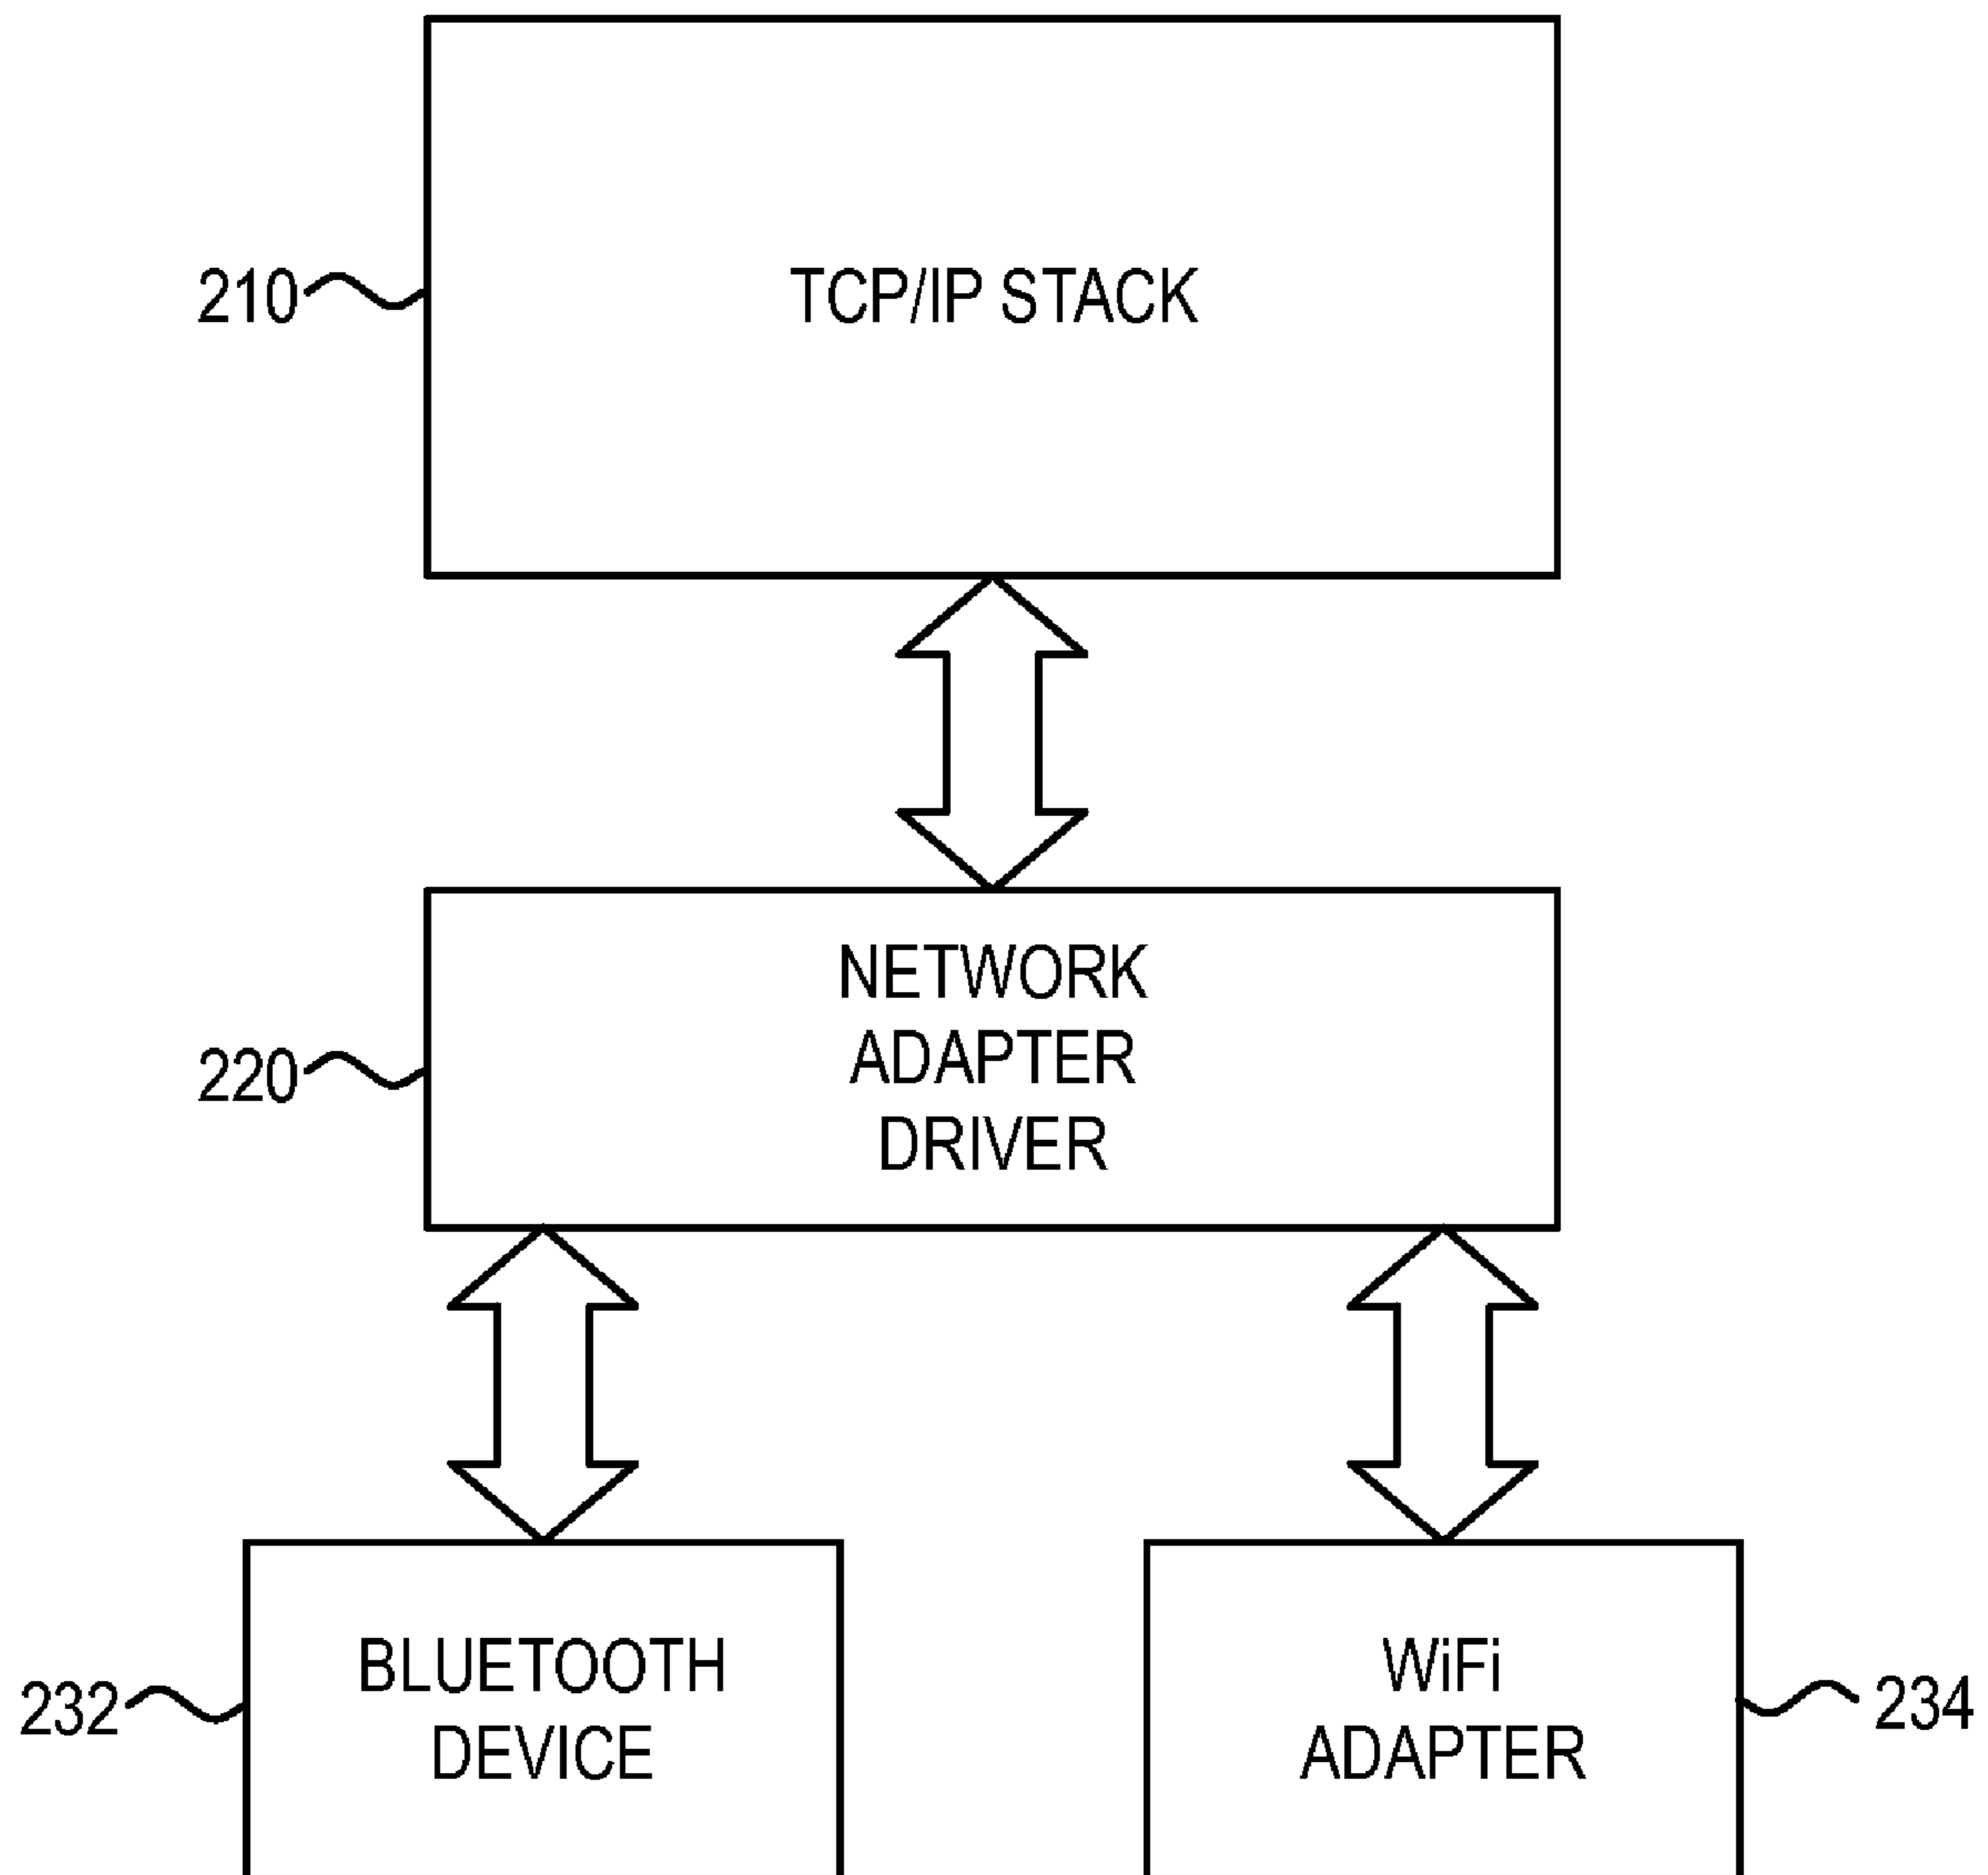 210
TCP/IP STACK
220
NETWORK
ADAPTER
DRIVER
232
BLUETOOTH
DEVICE
WiFi
ADAPTER
234